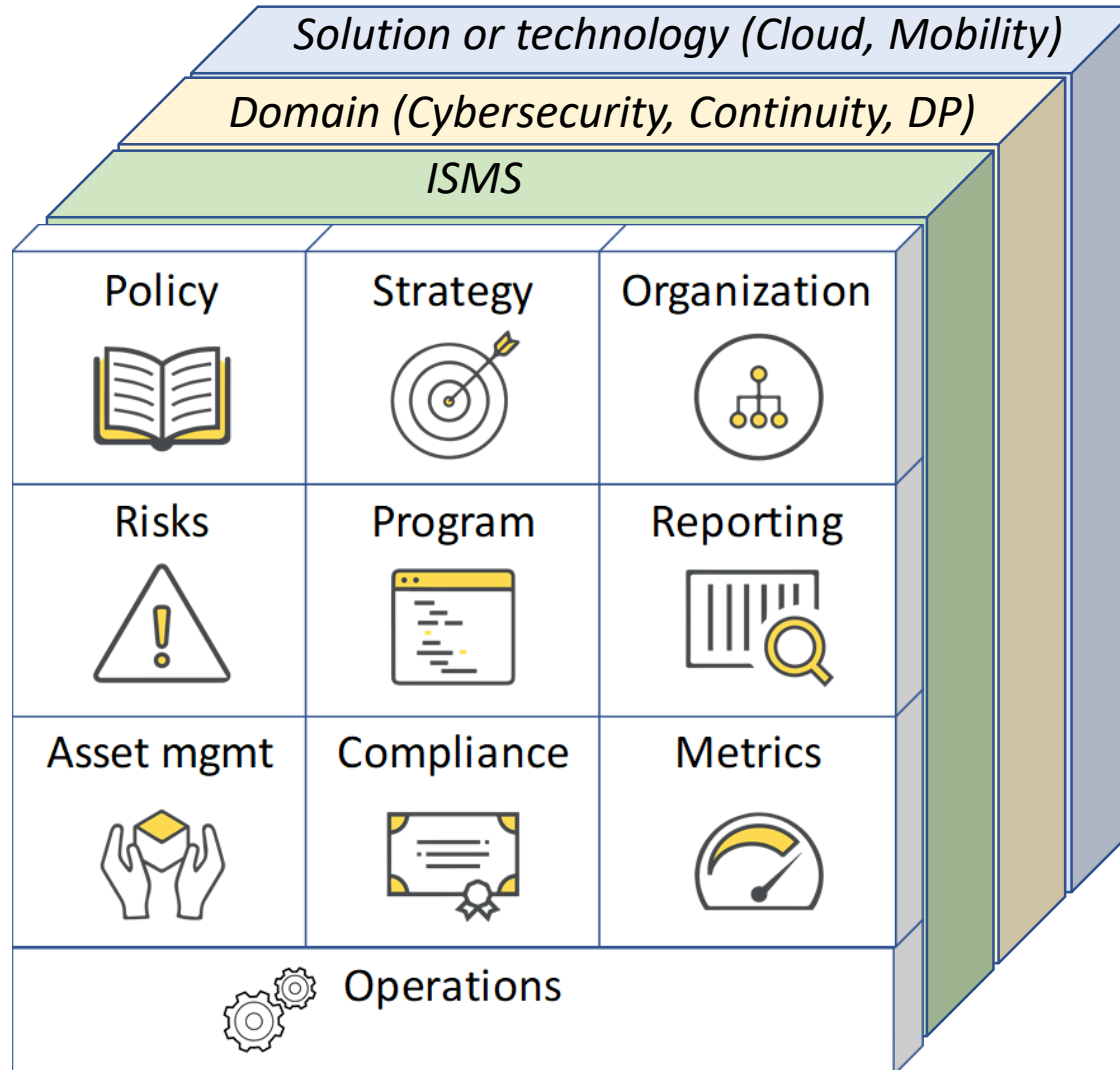 Solution or technology (Cloud, Mobility)
Domain (Cybersecurity, Continuity, DP)
ISMS
Policy
Strategy
Organization
Risks
Program
Reporting
Asset mgmt
Compliance
Metrics
Operations